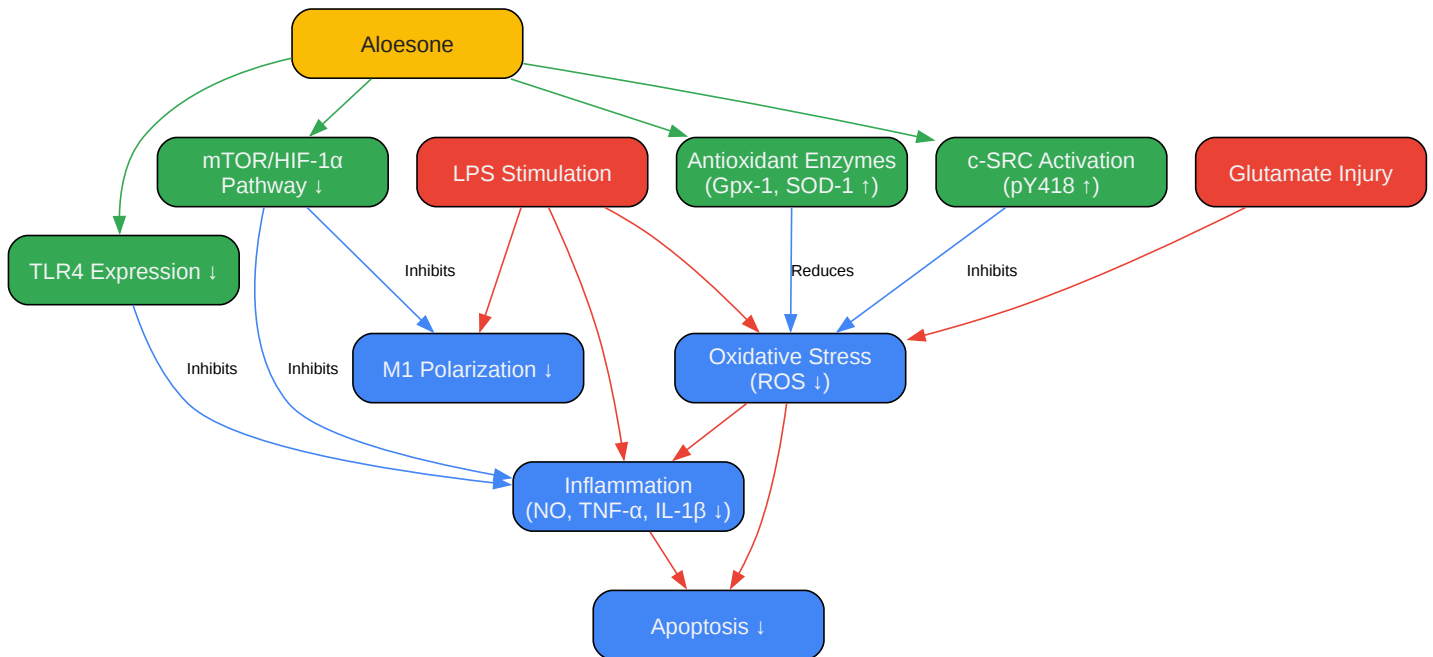 Aloesone
mTOR/HIF-1α
Pathway ↓
LPS Stimulation
Antioxidant Enzymes
(Gpx-1, SOD-1 ↑)
c-SRC Activation
(pY418 ↑)
Glutamate Injury
TLR4 Expression ↓
Inhibits
Reduces
Inhibits
Inhibits
Inhibits
M1 Polarization ↓
Oxidative Stress
(ROS ↓)
Inflammation
(NO, TNF-α, IL-1β ↓)
Apoptosis ↓